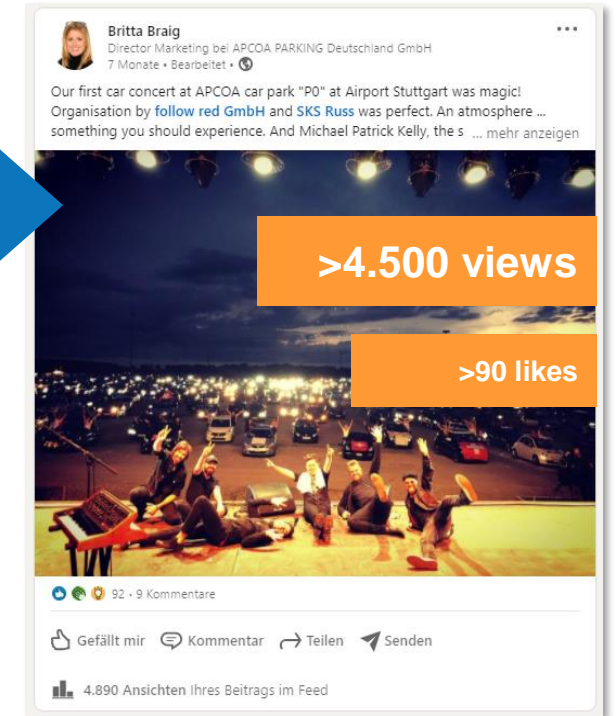 Britta Braig
Director Marketing bei APCOA PARKING Deutschland GmbH
7 Monate • Bearbeitet •
Our first car concert at APCOA car park "P0" at Airport Stuttgart was magic!
Organisation by follow red GmbH and SKS Russ was perfect. An atmosphere ...
something you should experience. And Michael Patrick Kelly, the s ... mehr anzeigen
>4.500 views
>90 likes
92 • 9 Kommentare
Gefällt mir Kommentar Teilen Senden
4.890 Ansichten Ihres Beitrags im Feed